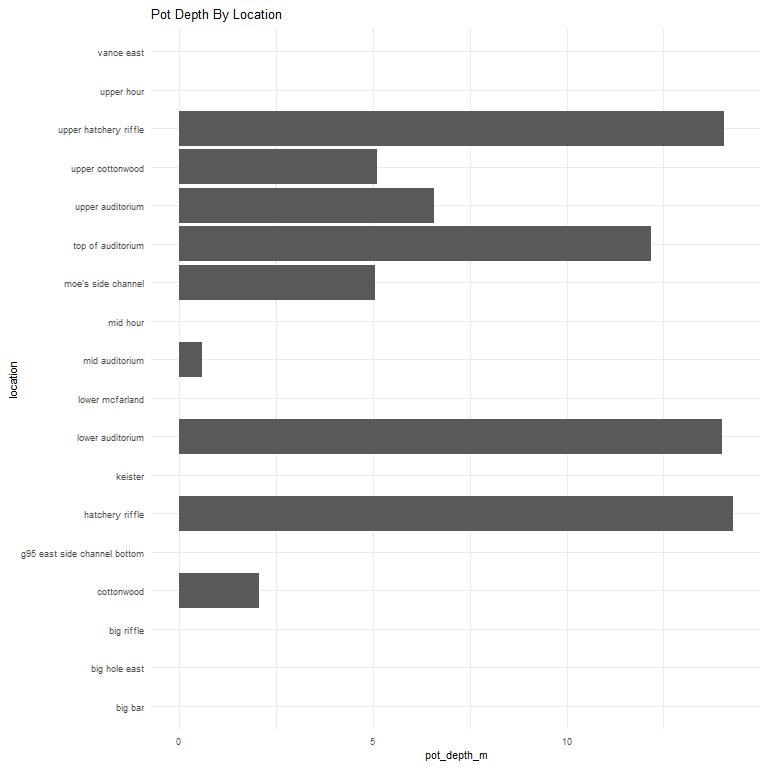 Pot Depth By Location
vance east
upper hour
upper hatchery riffle
upper cottonwood
upper auditorium
top of auditorium
moe's side channel
mid hour
mid auditorium
lower mcfarland
lower auditorium
keister
hatchery riffle
g95 east side channel bottom
cottonwood
big riffle
big hole east
big bar
location
0 5 10
pot_depth_m